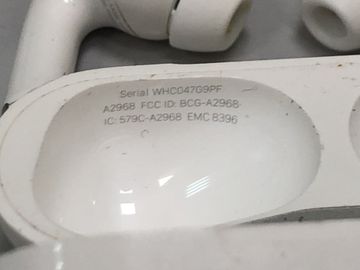 Serial WHC047G9PF
A2968 FCC ID: BCG-A2968
IC: 579C-A2968 EMC 8396